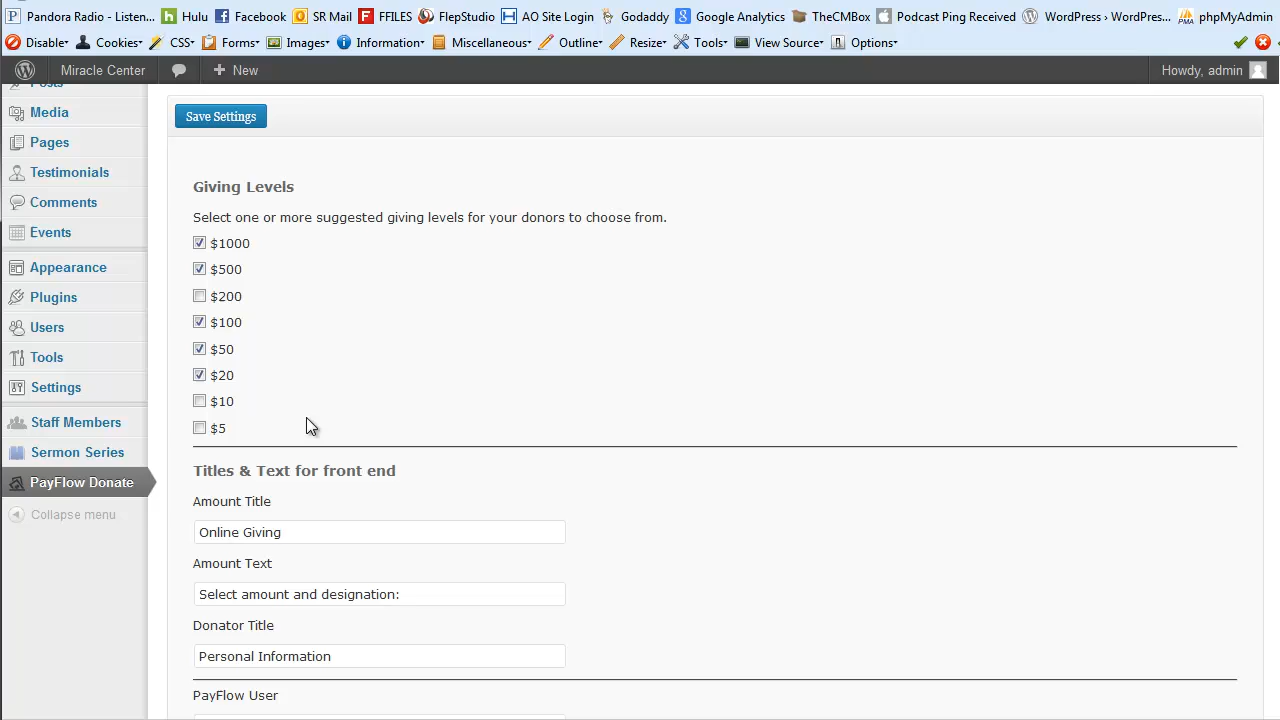 Pandora Radio - Listen... Hulu Facebook SR Mail FFILES FlepStudio AO Site Login Godaddy Google Analytics TheCMB Podcast Ping Received WordPress › WordPress... phpMyAdmin
Disable Cookies CSS Forms Images Information Miscellaneous Outline Resize Tools View Source Options
Miracle Center New Howdy, admin
Posts
Media
Pages
Testimonials
Comments
Events
Appearance
Plugins
Users
Tools
Settings
Staff Members
Sermon Series
PayFlow Donate
Collapse menu
Save Settings
Giving Levels
Select one or more suggested giving levels for your donors to choose from.
$1000
$500
$200
$100
$50
$20
$10
$5
Titles & Text for front end
Amount Title
Online Giving
Amount Text
Select amount and designation:
Donator Title
Personal Information
PayFlow User